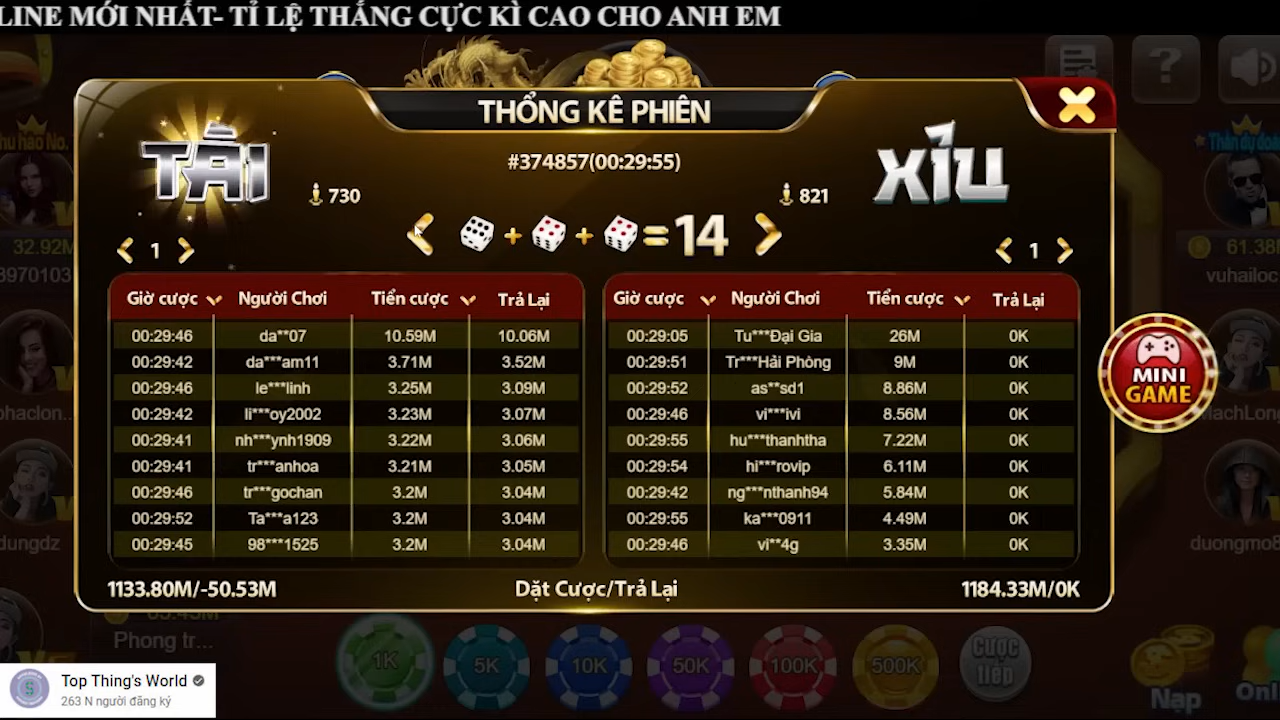 LINE MỚI NHẤT- TỈ LỆ THẮNG CỰC KÌ CAO CHO ANH EM
THỐNG KÊ PHIÊN
#374857(00:29:55)
TÀI
XỈU
730
821
+ + =14
1
1
Giờ cược Người Chơi Tiền cược Trả Lại
Giờ cược Người Chơi Tiền cược Trả Lại
00:29:46 da**07 10.59M 10.06M
00:29:05 Tu***Đại Gia 26M 0K
00:29:42 da***am11 3.71M 3.52M
00:29:51 Tr***Hải Phòng 9M 0K
00:29:46 le***linh 3.25M 3.09M
00:29:52 as**sd1 8.86M 0K
00:29:42 li***oy2002 3.23M 3.07M
00:29:46 vi***ivi 8.56M 0K
00:29:41 nh***ynh1909 3.22M 3.06M
00:29:55 hu***thanhtha 7.22M 0K
00:29:41 tr***anhoa 3.21M 3.05M
00:29:54 hi***rovip 6.11M 0K
00:29:46 tr***gochan 3.2M 3.04M
00:29:42 ng***nthanh94 5.84M 0K
00:29:52 Ta***a123 3.2M 3.04M
00:29:55 ka***0911 4.49M 0K
00:29:45 98***1525 3.2M 3.04M
00:29:46 vi**4g 3.35M 0K
1133.80M/-50.53M
Dặt Cược/Trả Lại
1184.33M/0K
MINI
GAME
32.92M
8970103
61.38
vuhailoc
phaclon..
dungdz
duongmo8
Phong tr...
1K 5K 10K 50K 100K 500K
Cược
tiếp
Nạp
Top Thing's World
263 N người đăng ký